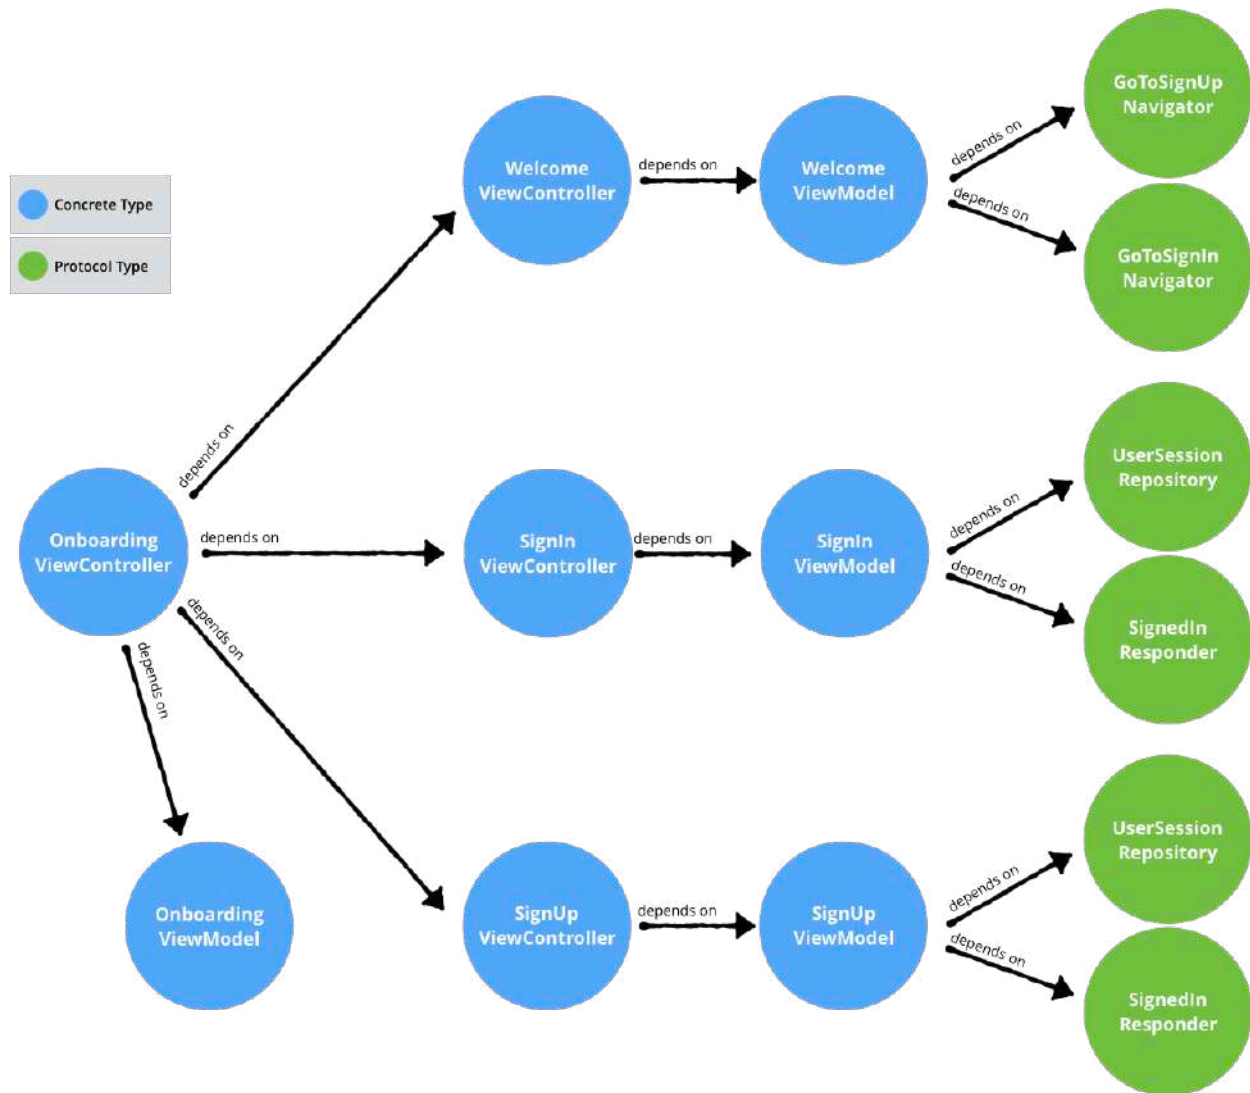 GoToSignUp
Navigator
Welcome
ViewController
depends on
Welcome
ViewModel
depends on
depends on
GoToSignIn
Navigator
Concrete Type
Protocol Type
depends on
UserSession
Repository
Onboarding
ViewController
depends on
SignIn
ViewController
depends on
SignIn
ViewModel
depends on
depends on
SignedIn
Responder
depends on
depends on
UserSession
Repository
Onboarding
ViewModel
SignUp
ViewController
depends on
SignUp
ViewModel
depends on
depends on
SignedIn
Responder